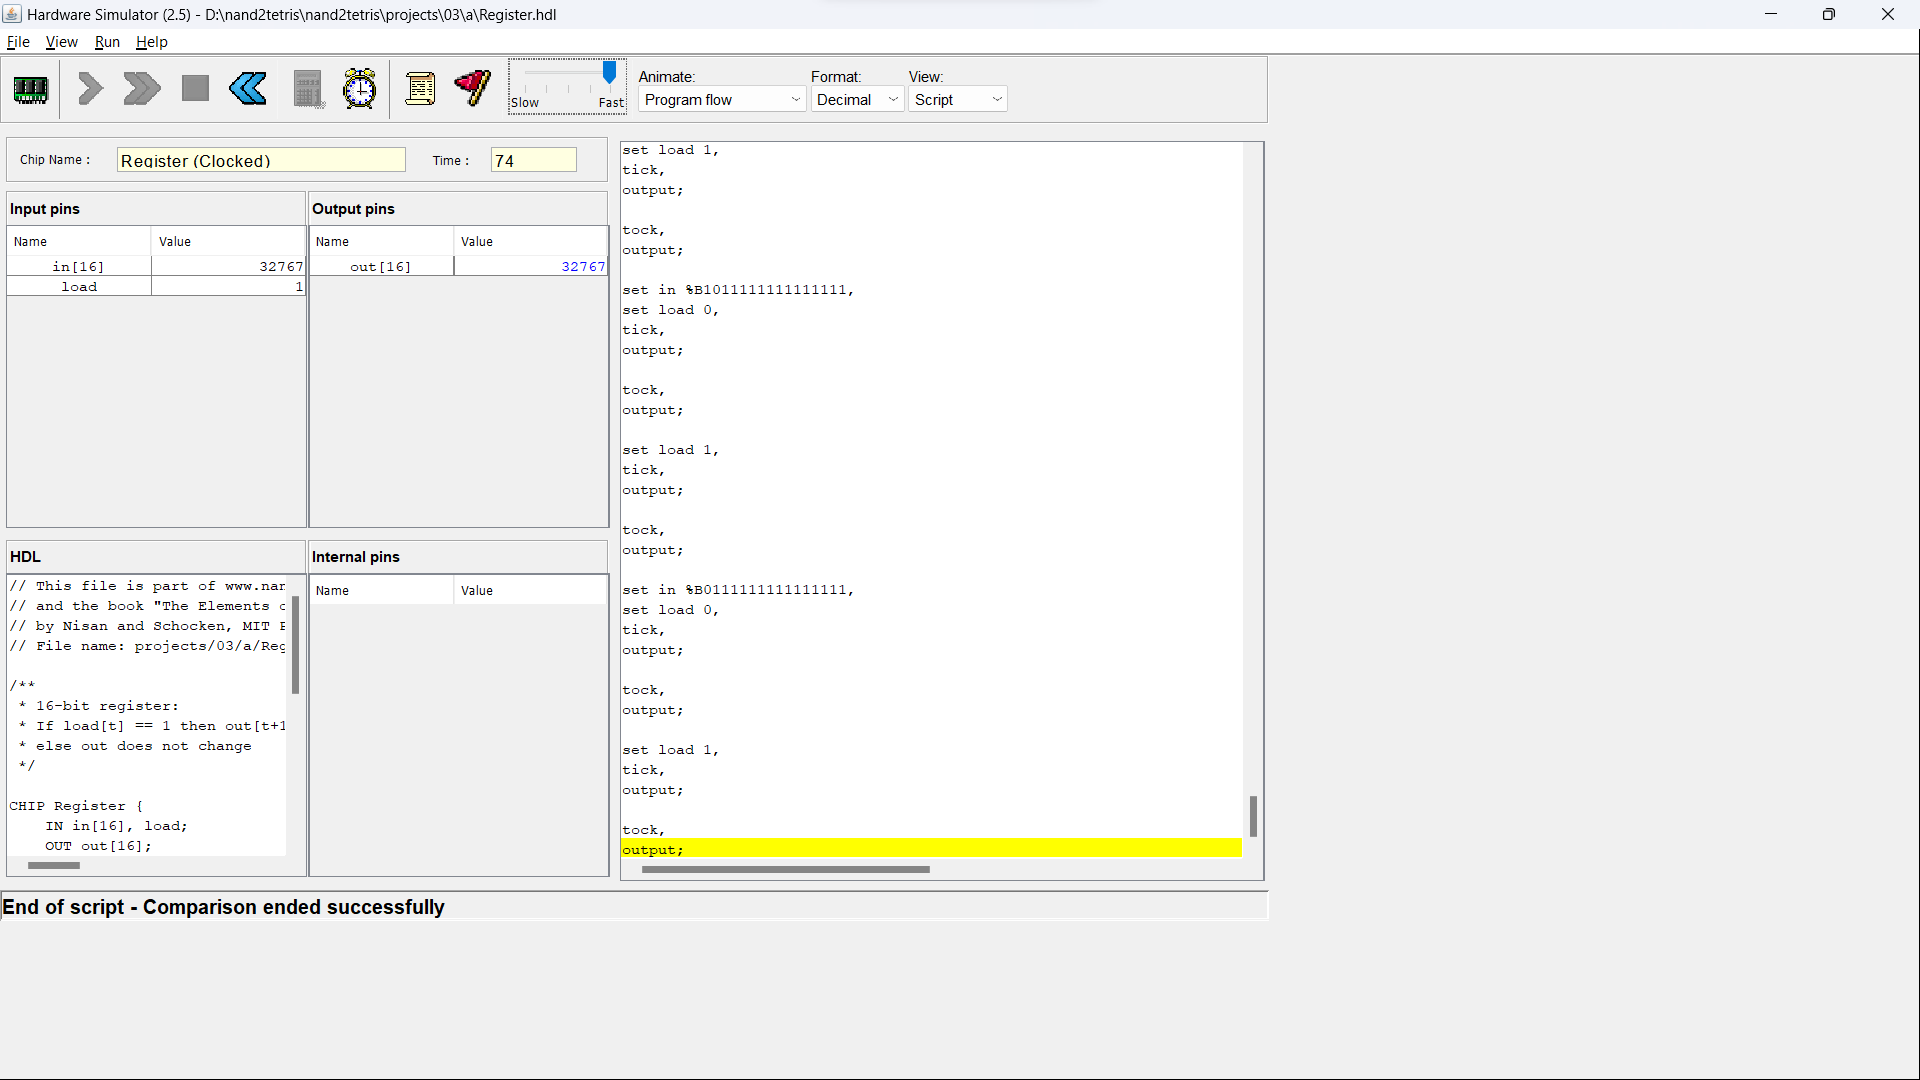 Hardware Simulator (2.5) - D:\nand2tetris\nand2tetris\projects\03\a\Register.hdl
File View Run Help
Slow Fast
Animate:
Program flow
Format:
Decimal
View:
Script
Chip Name :
Register (Clocked)
Time :
74
Input pins
Name Value
in[16] 32767
load 1
Output pins
Name Value
out[16] 32767
HDL
// This file is part of www.nan
// and the book "The Elements o
// by Nisan and Schocken, MIT P
// File name: projects/03/a/Reg
/**
* 16-bit register:
* If load[t] == 1 then out[t+1
* else out does not change
*/
CHIP Register {
IN in[16], load;
OUT out[16];
Internal pins
Name Value
set load 1,
tick,
output;
tock,
output;
set in %B1011111111111111,
set load 0,
tick,
output;
tock,
output;
set load 1,
tick,
output;
tock,
output;
set in %B0111111111111111,
set load 0,
tick,
output;
tock,
output;
set load 1,
tick,
output;
tock,
output;
End of script - Comparison ended successfully